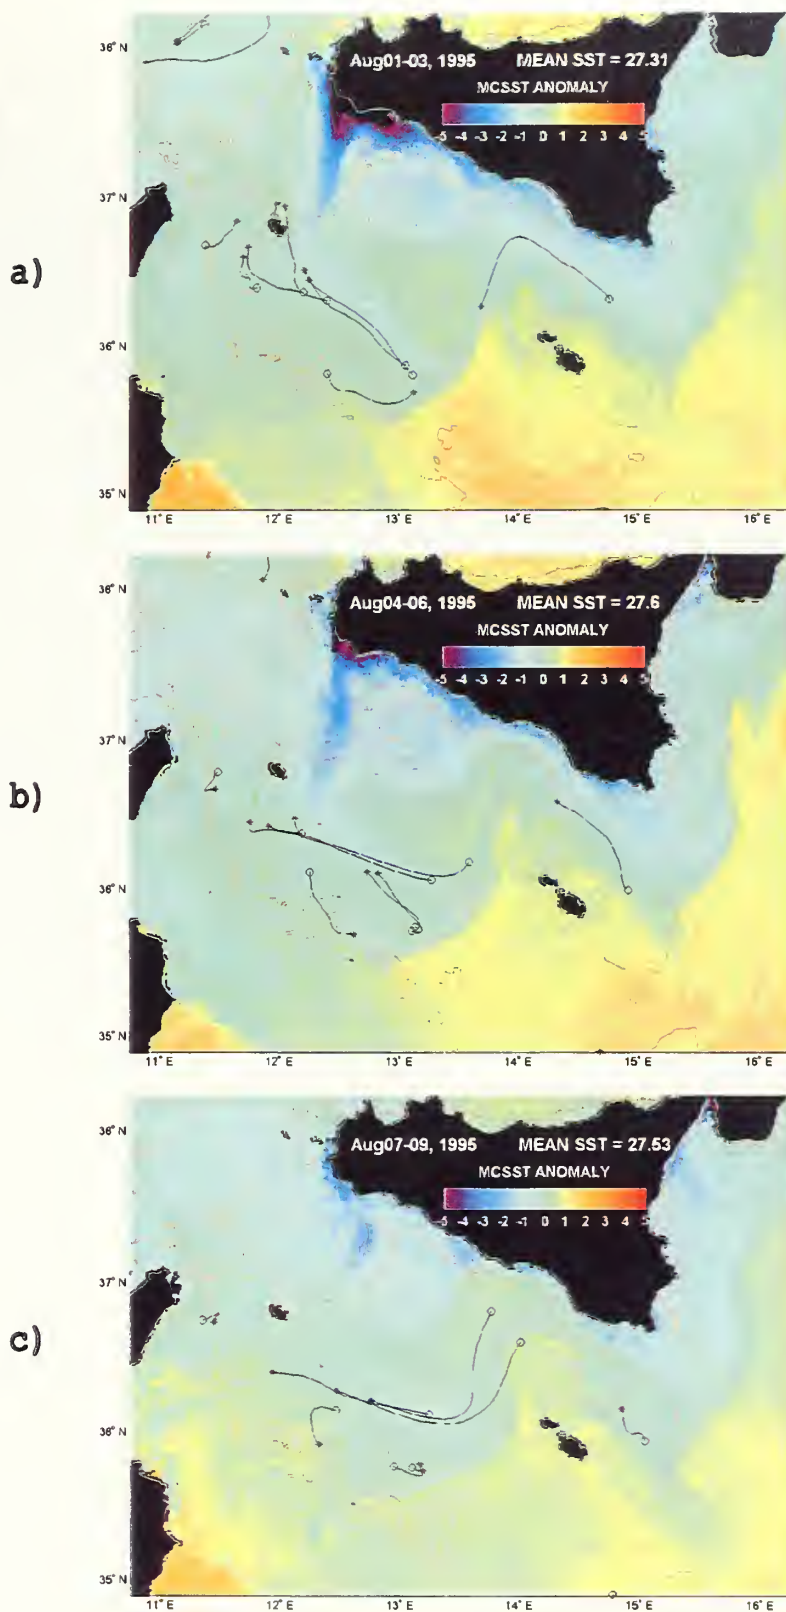 a)
Aug01-03, 1995 MEAN SST = 27.31
MCSST ANOMALY
-5 -4 -3 -2 -1 0 1 2 3 4 5
36° N
37° N
36° N
35° N
11° E 12° E 13° E 14° E 15° E 16° E
b)
Aug04-06, 1995 MEAN SST = 27.6
MCSST ANOMALY
-5 -4 -3 -2 -1 0 1 2 3 4 5
36° N
37° N
36° N
35° N
11° E 12° E 13° E 14° E 15° E 16° E
c)
Aug07-09, 1995 MEAN SST = 27.53
MCSST ANOMALY
-5 -4 -3 -2 -1 0 1 2 3 4 5
36° N
37° N
36° N
35° N
11° E 12° E 13° E 14° E 15° E 16° E